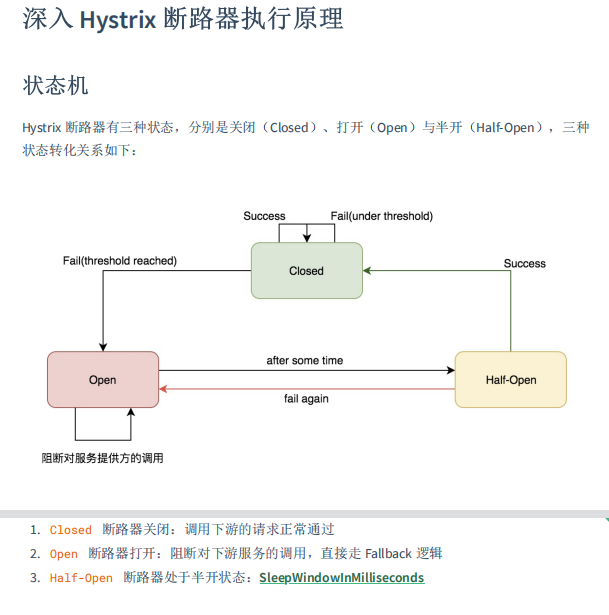 深入 Hystrix 断路器执行原理
状态机
Hystrix 断路器有三种状态，分别是关闭（Closed）、打开（Open）与半开（Half-Open），三种
状态转化关系如下：
Success
Fail(under threshold)
Closed
Fail(threshold reached)
Success
after some time
Open
Half-Open
fail again
阻断对服务提供方的调用
1. Closed 断路器关闭：调用下游的请求正常通过
2. Open 断路器打开：阻断对下游服务的调用，直接走 Fallback 逻辑
3. Half-Open 断路器处于半开状态：SleepWindowInMilliseconds